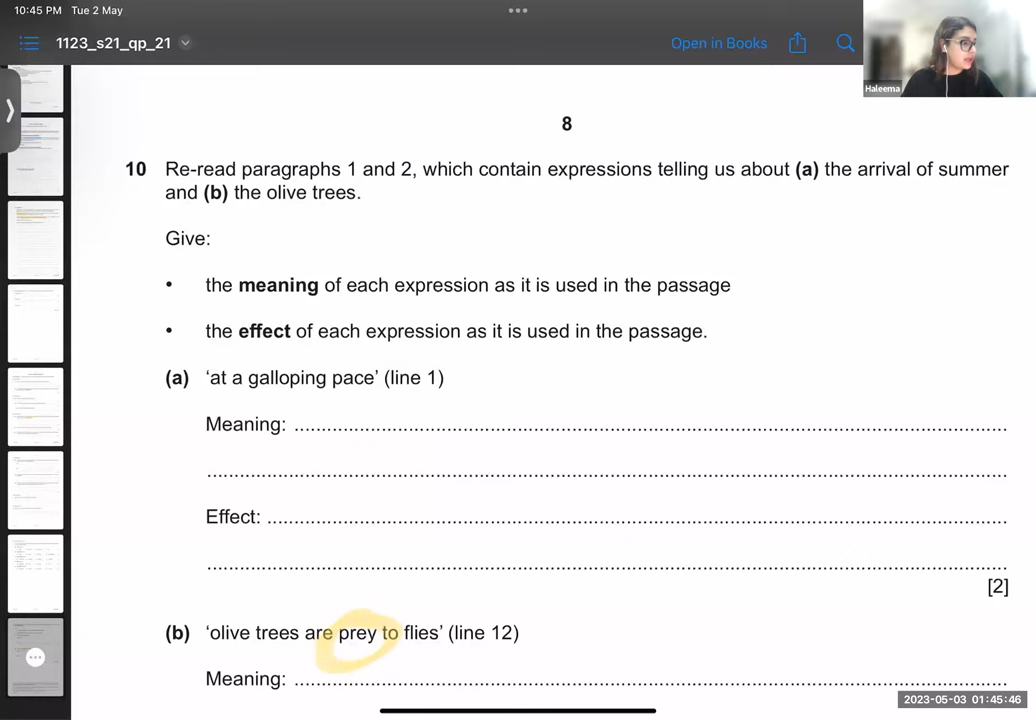 10:45 PM Tue 2 May
1123_s21_qp_21
Open in Books
Haleema
8
10 Re-read paragraphs 1 and 2, which contain expressions telling us about (a) the arrival of summer
and (b) the olive trees.
Give:
• the meaning of each expression as it is used in the passage
• the effect of each expression as it is used in the passage.
(a) ‘at a galloping pace’ (line 1)
Meaning: ..........
..........
Effect: ..........
..........
[2]
(b) ‘olive trees are prey to flies’ (line 12)
Meaning: ..........
2023-05-03 01:45:46